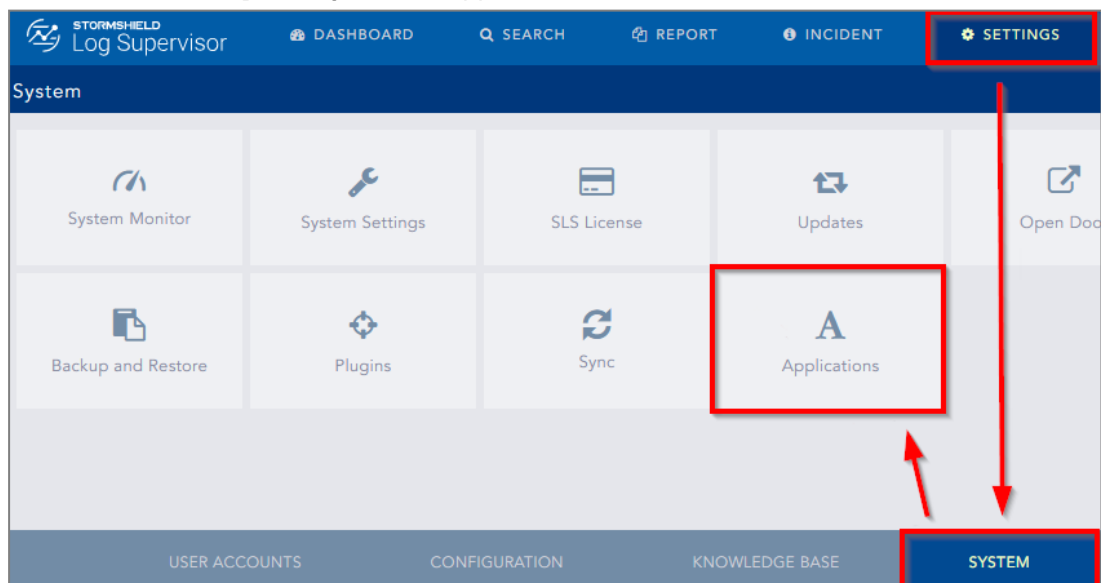 STORMSHIELD
Log Supervisor
DASHBOARD
SEARCH
REPORT
INCIDENT
SETTINGS
System
System Monitor
System Settings
SLS License
Updates
Open Doo
Backup and Restore
Plugins
Sync
A
Applications
USER ACCOUNTS
CONFIGURATION
KNOWLEDGE BASE
SYSTEM